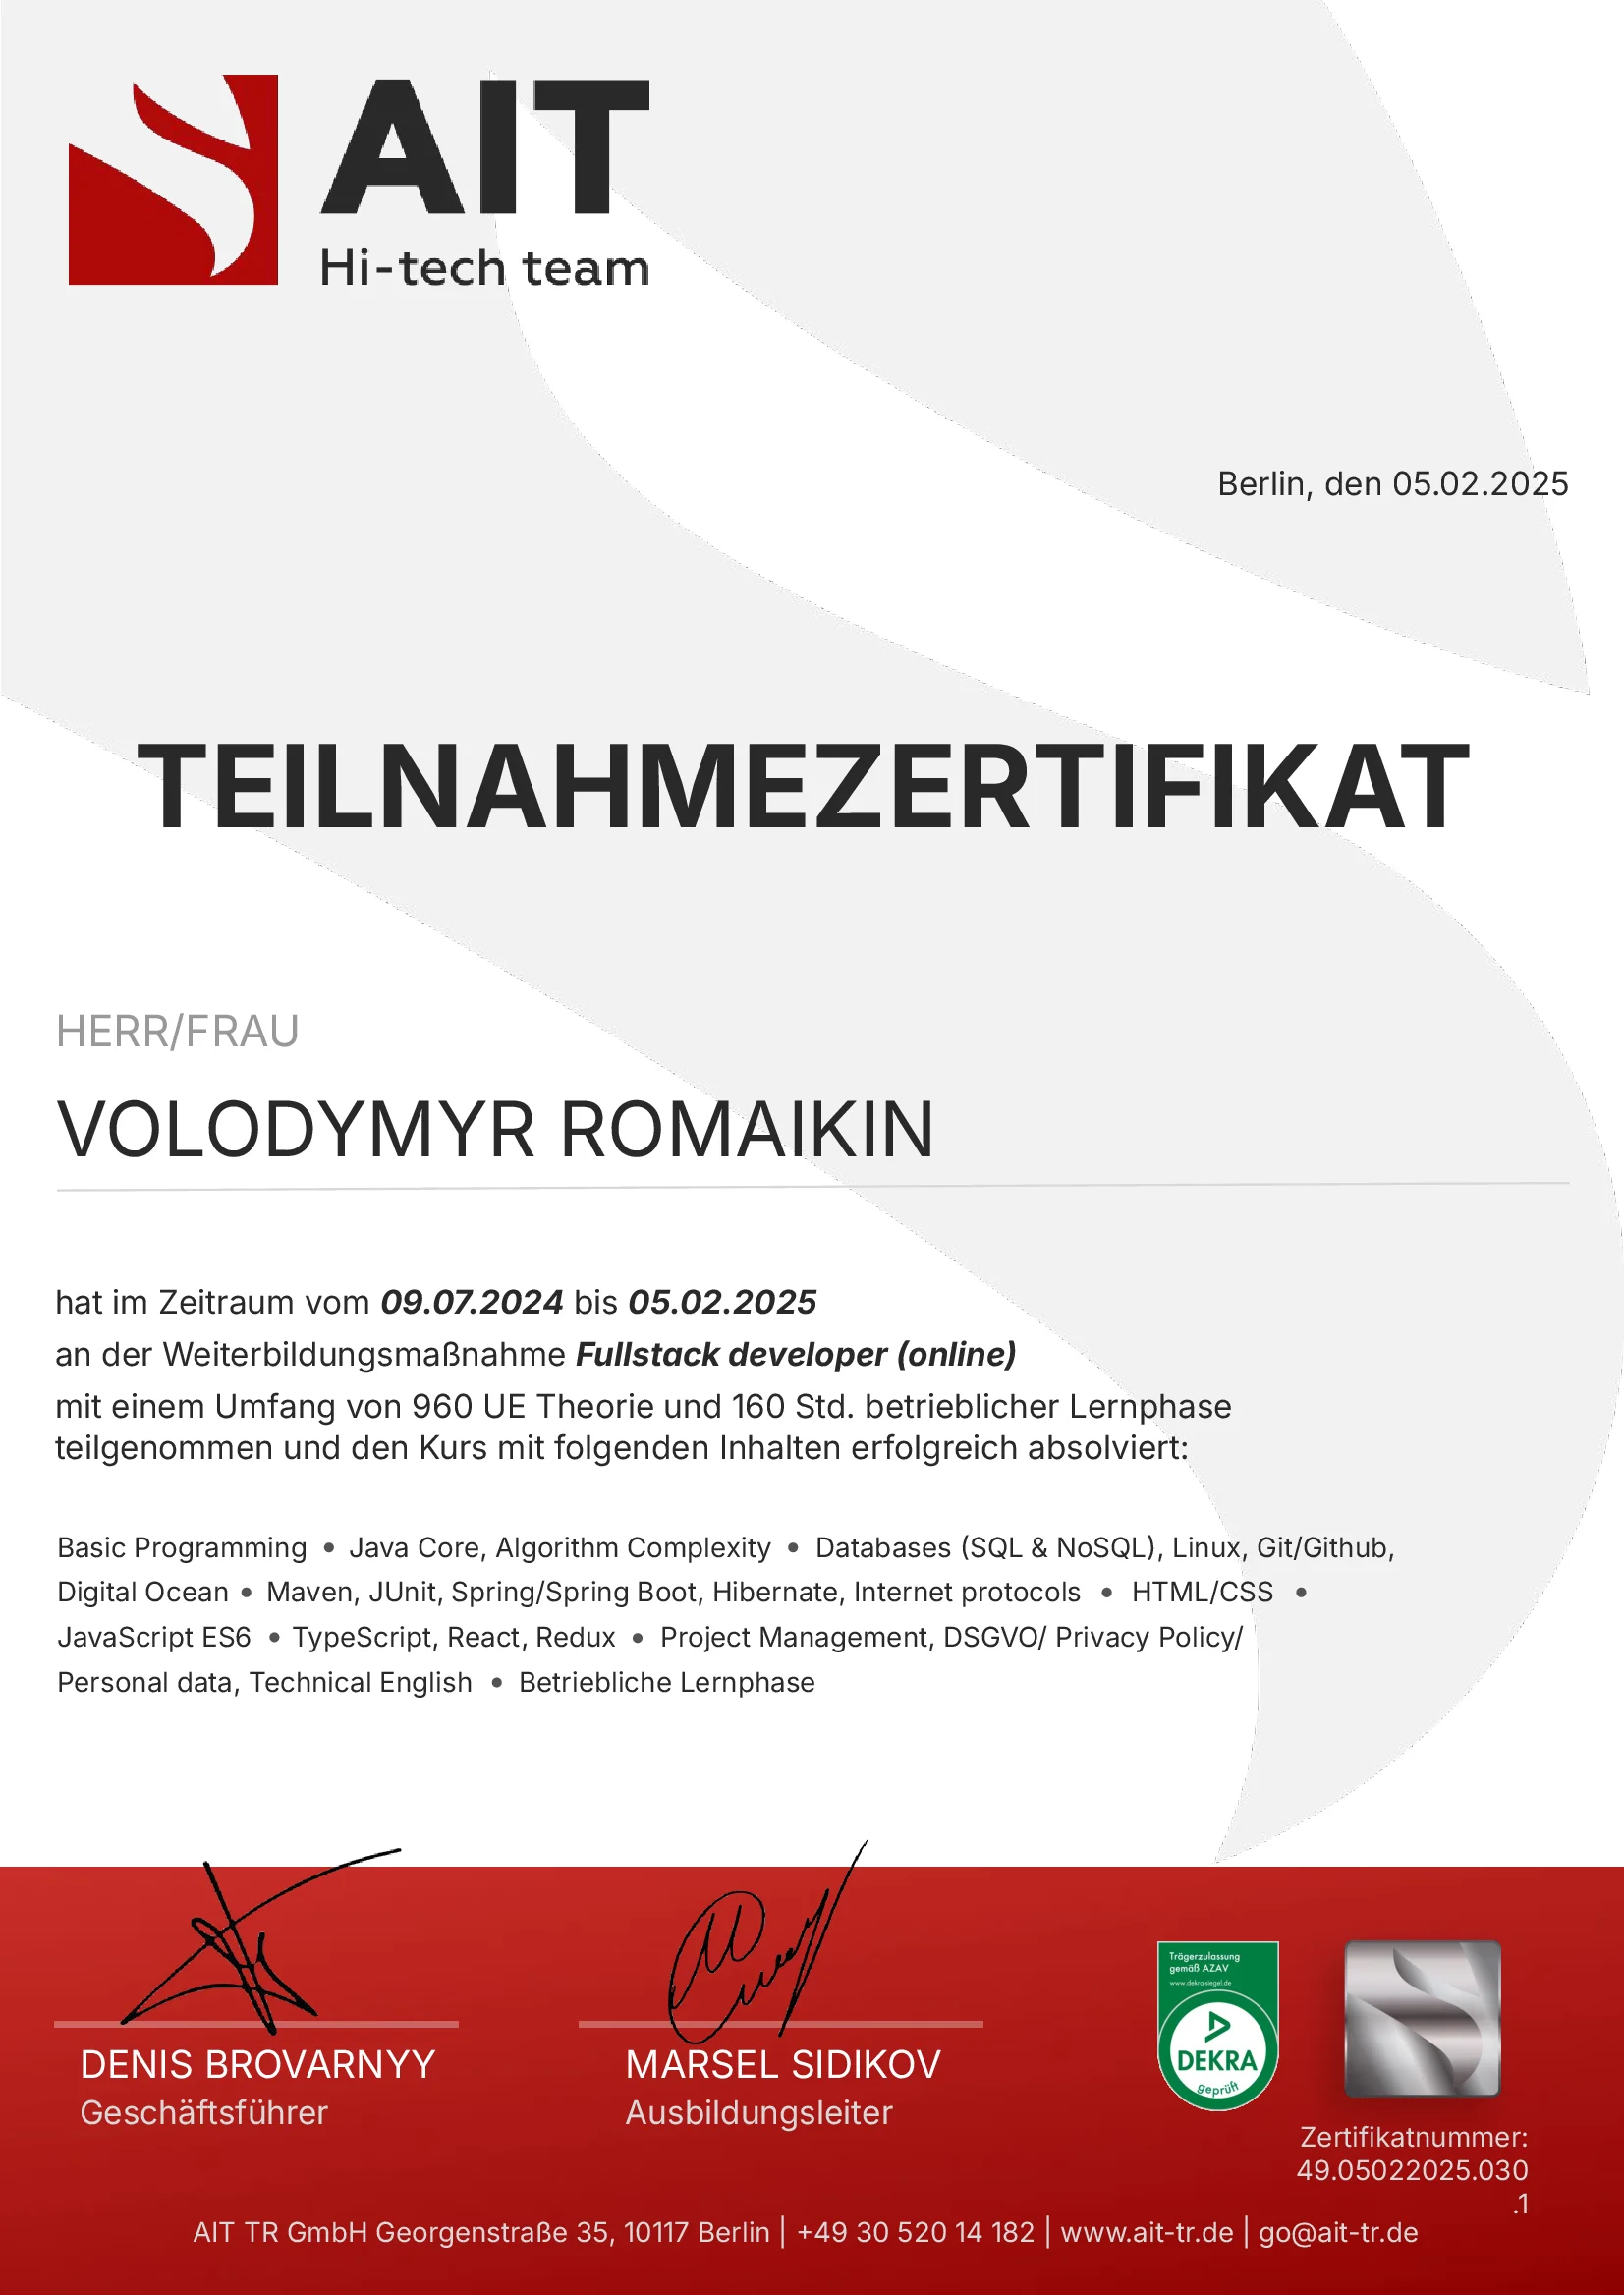 AIT
Hi-tech team
Berlin, den 05.02.2025
TEILNAHMEZERTIFIKAT
HERR/FRAU
VOLODYMYR ROMAIKIN
hat im Zeitraum vom 09.07.2024 bis 05.02.2025
an der Weiterbildungsmaßnahme Fullstack developer (online)
mit einem Umfang von 960 UE Theorie und 160 Std. betrieblicher Lernphase
teilgenommen und den Kurs mit folgenden Inhalten erfolgreich absolviert:
Basic Programming • Java Core, Algorithm Complexity • Databases (SQL & NoSQL), Linux, Git/Github,
Digital Ocean • Maven, JUnit, Spring/Spring Boot, Hibernate, Internet protocols • HTML/CSS •
JavaScript ES6 • TypeScript, React, Redux • Project Management, DSGVO/ Privacy Policy/
Personal data, Technical English • Betriebliche Lernphase
DENIS BROVARNYY
Geschäftsführer
MARSEL SIDIKOV
Ausbildungsleiter
Trägerzulassung
gemäß AZAV
www.dekra-siegel.de
DEKRA
geprüft
Zertifikatnummer:
49.05022025.030
.1
AIT TR GmbH Georgenstraße 35, 10117 Berlin | +49 30 520 14 182 | www.ait-tr.de | go@ait-tr.de